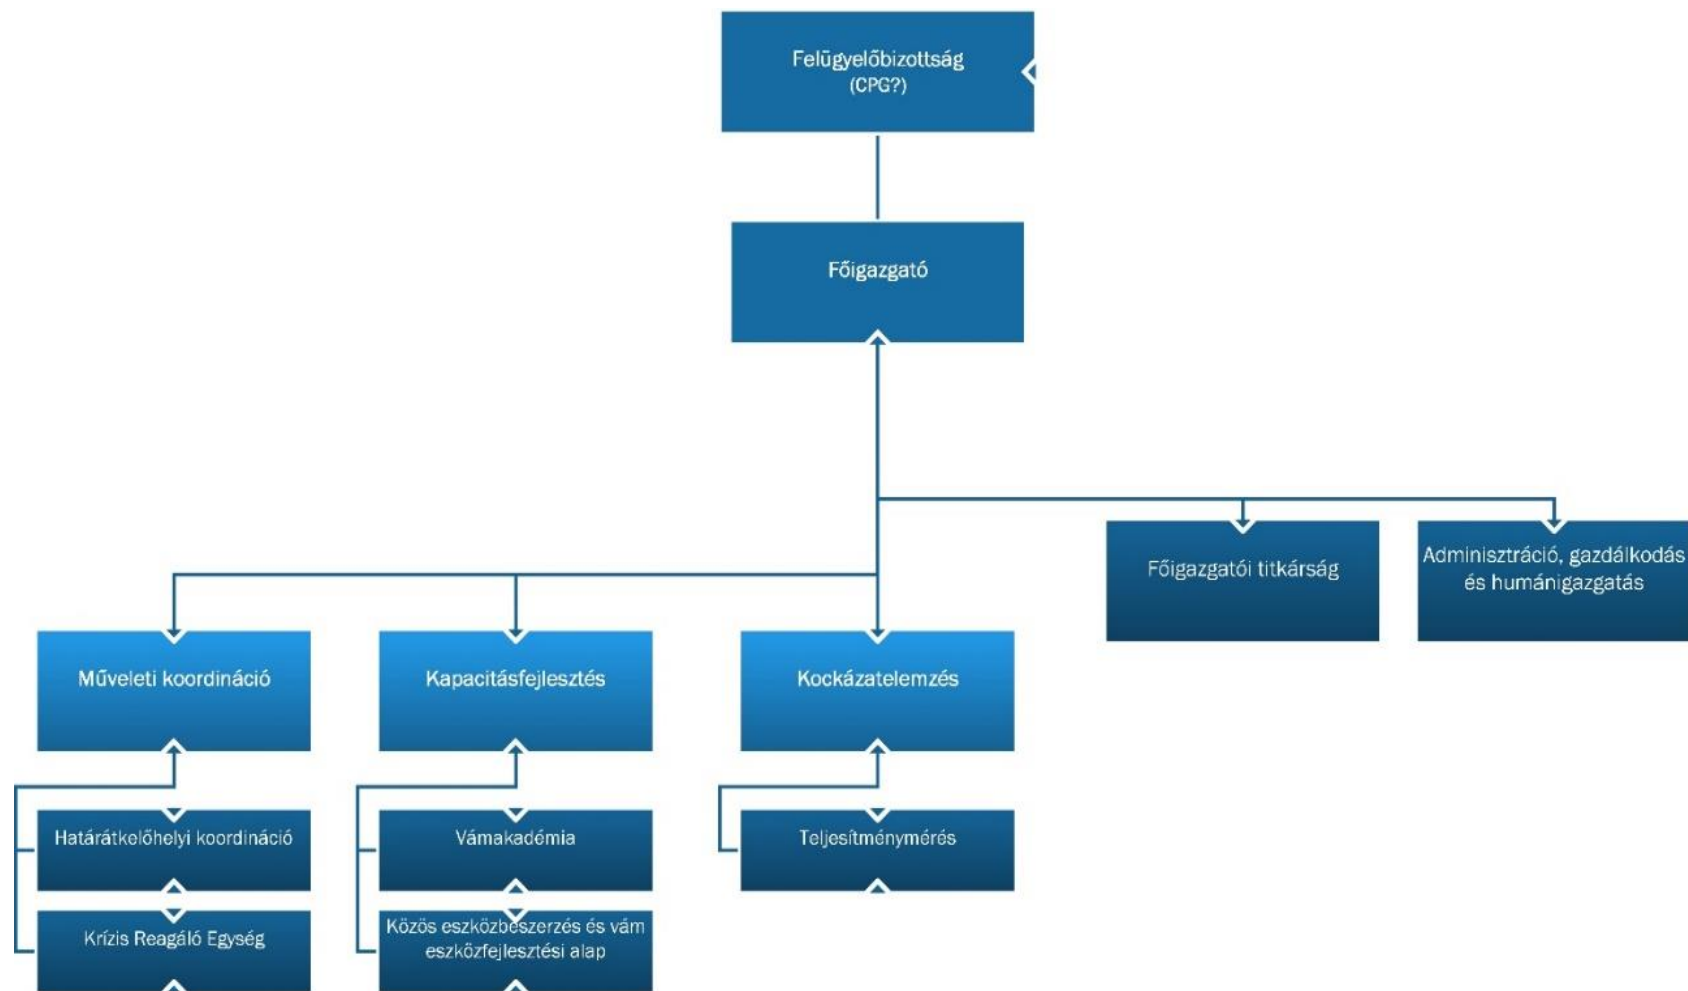 Felügyelőbizottság
(CPG?)
Főigazgató
Főigazgatói titkárság
Adminisztráció, gazdálkodás
és humánigazgatás
Műveleti koordináció
Kapacitásfejlesztés
Kockázatelemzés
Határátkelőhelyi koordináció
Vámakadémia
Teljesítménymérés
Krízis Reagáló Egység
Közös eszközbeszerzés és vám
eszközfejlesztési alap